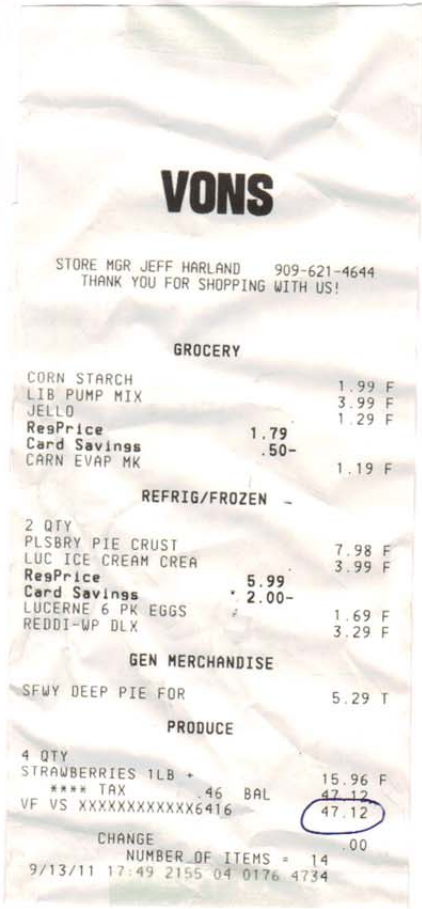 VONS
STORE MGR JEFF HARLAND 909-621-4644
THANK YOU FOR SHOPPING WITH US!
GROCERY
CORN STARCH 1.99 F
LIB PUMP MIX 3.99 F
JELLO 1.29 F
RegPrice 1.79
Card Savings .50-
CARN EVAP MK 1.19 F
REFRIG/FROZEN
2 QTY
PLSBRY PIE CRUST 7.98 F
LUC ICE CREAM CREA 3.99 F
RegPrice 5.99
Card Savings 2.00-
LUCERNE 6 PK EGGS 1.69 F
REDDI-WP DLX 3.29 F
GEN MERCHANDISE
SFWY DEEP PIE FOR 5.29 T
PRODUCE
4 QTY
STRAWBERRIES 1LB + 15.96 F
**** TAX .46 BAL 47.12
VF VS XXXXXXXXXXXX6416 47.12
CHANGE .00
NUMBER OF ITEMS = 14
9/13/11 17:49 2155 04 0176 4734